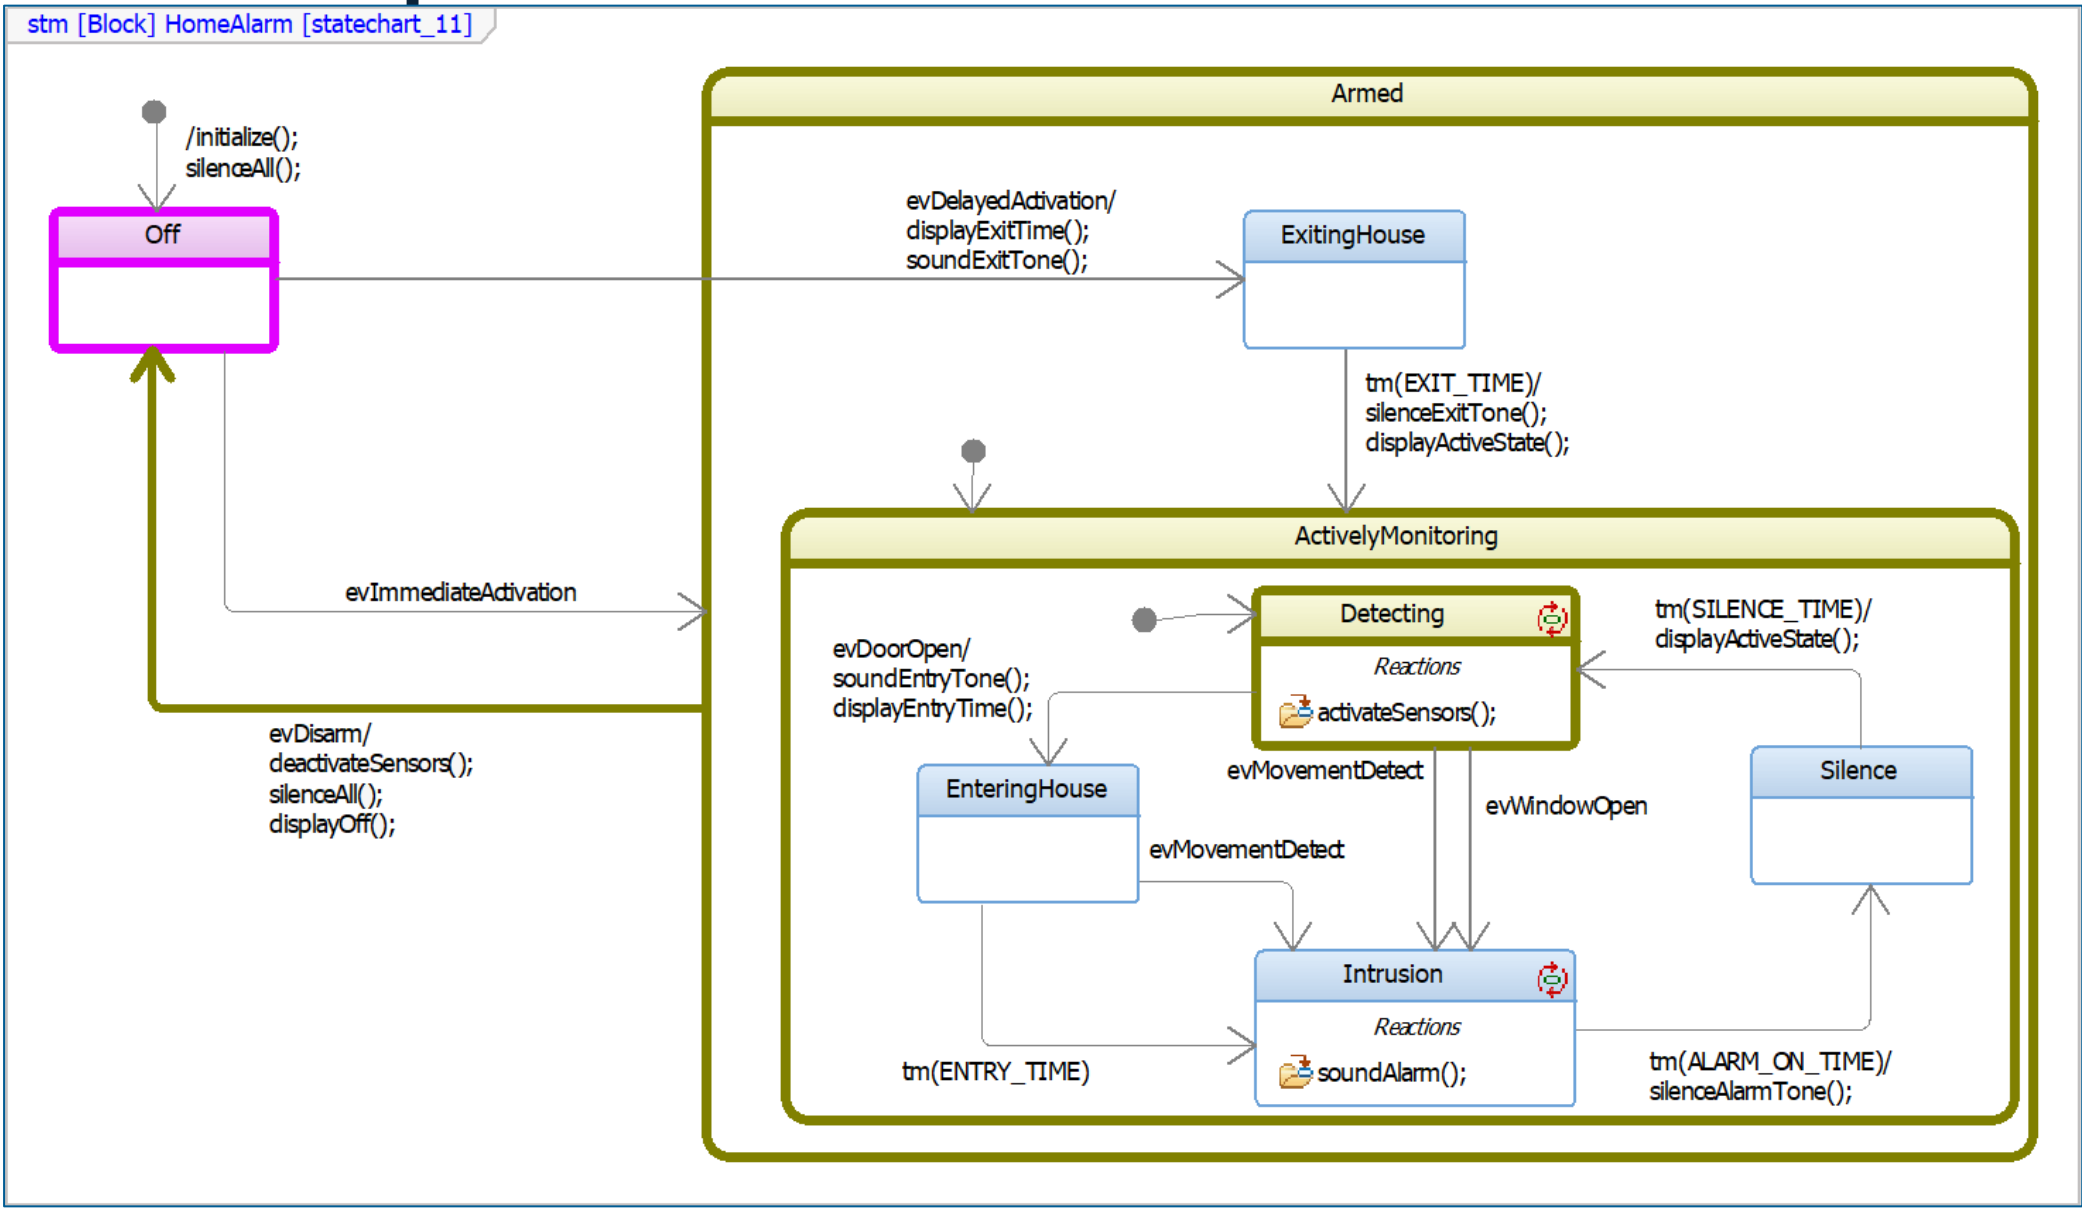 stm [Block] HomeAlarm [statechart_11]
Armed
/initialize();
silenceAll();
Off
evDelayedActivation/
displayExitTime();
soundExitTone();
ExitingHouse
tm(EXIT_TIME)/
silenceExitTone();
displayActiveState();
ActivelyMonitoring
evImmediateActivation
Detecting
Reactions
activateSensors();
tm(SILENCE_TIME)/
displayActiveState();
evDoorOpen/
soundEntryTone();
displayEntryTime();
evDisarm/
deactivateSensors();
silenceAll();
displayOff();
EnteringHouse
evMovementDetect
evWindowOpen
Silence
evMovementDetect
Intrusion
Reactions
soundAlarm();
tm(ENTRY_TIME)
tm(ALARM_ON_TIME)/
silenceAlarmTone();